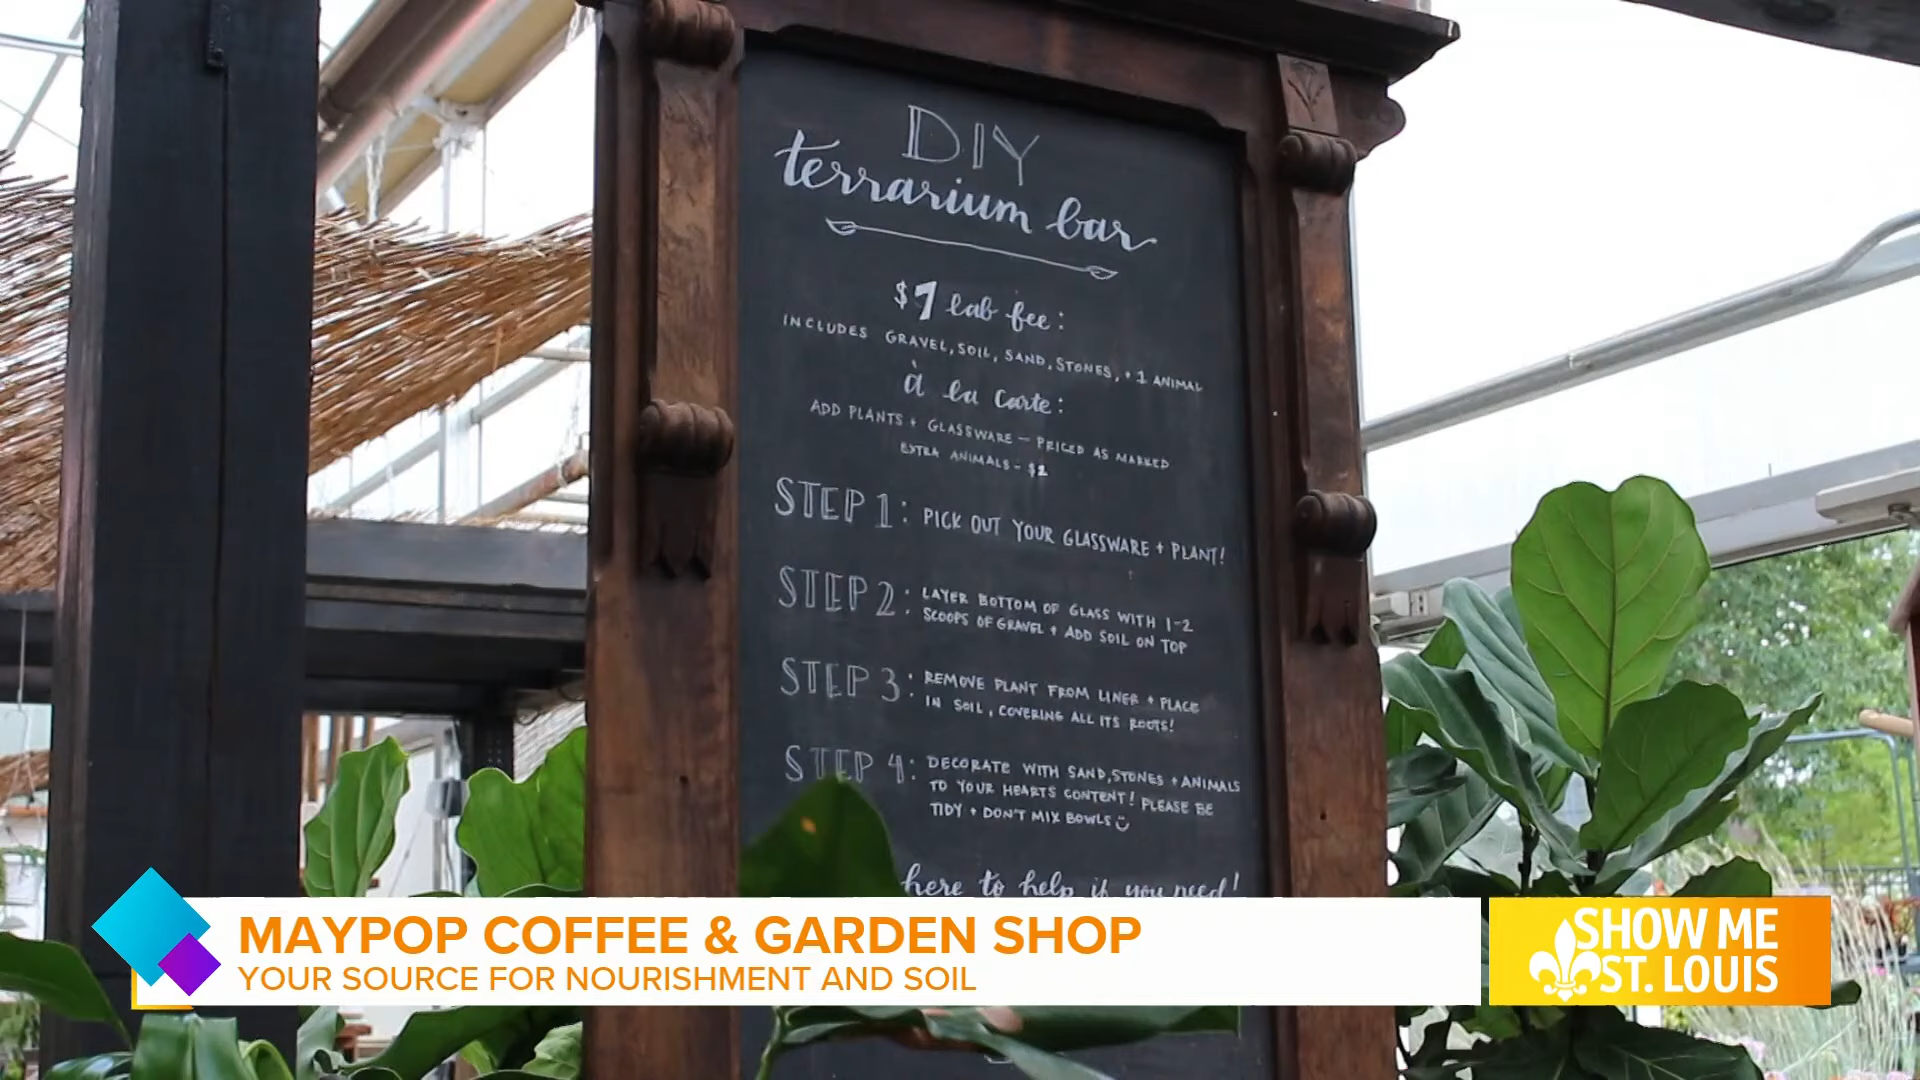 DIY
terrarium bar
$7 lab fee:
INCLUDES GRAVEL, SOIL, SAND, STONES, + 1 ANIMAL
à la carte:
ADD PLANTS + GLASSWARE — PRICED AS MARKED
EXTRA ANIMALS - $2
STEP 1: PICK OUT YOUR GLASSWARE + PLANT!
STEP 2: LAYER BOTTOM OF GLASS WITH 1-2
SCOOPS OF GRAVEL + ADD SOIL ON TOP
STEP 3: REMOVE PLANT FROM LINER + PLACE
IN SOIL, COVERING ALL ITS ROOTS!
STEP 4: DECORATE WITH SAND, STONES + ANIMALS
TO YOUR HEARTS CONTENT! PLEASE BE
TIDY + DON'T MIX BOWLS
here to help if you need!
MAYPOP COFFEE & GARDEN SHOP
YOUR SOURCE FOR NOURISHMENT AND SOIL
SHOW ME
ST. LOUIS